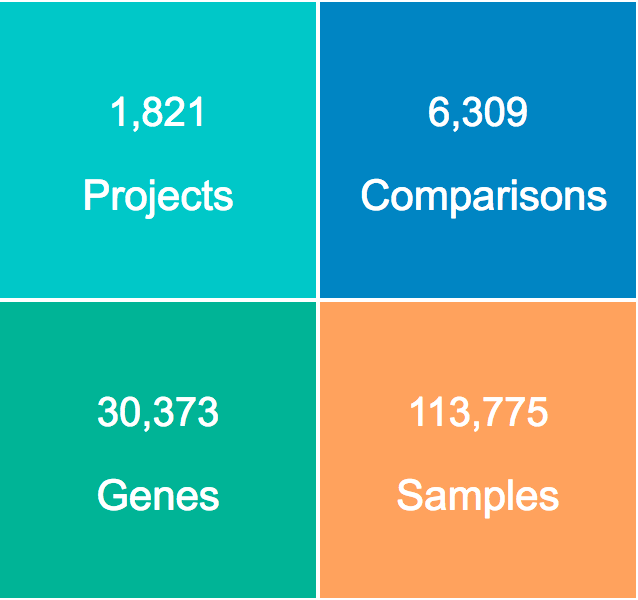 1,821
Projects
6,309
Comparisons
30,373
Genes
113,775
Samples